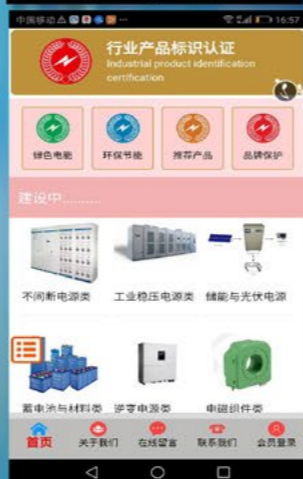 中国移动
16:57
行业产品标识认证
Industrial product identification
certification
绿色电能 环保节能 推荐产品 品牌保护
建设中.........
不间断电源类 工业稳压电源类 储能与光伏电源
蓄电池与材料类 逆变电源类 电磁组件类
首页 关于我们 在线留言 联系我们 会员登录